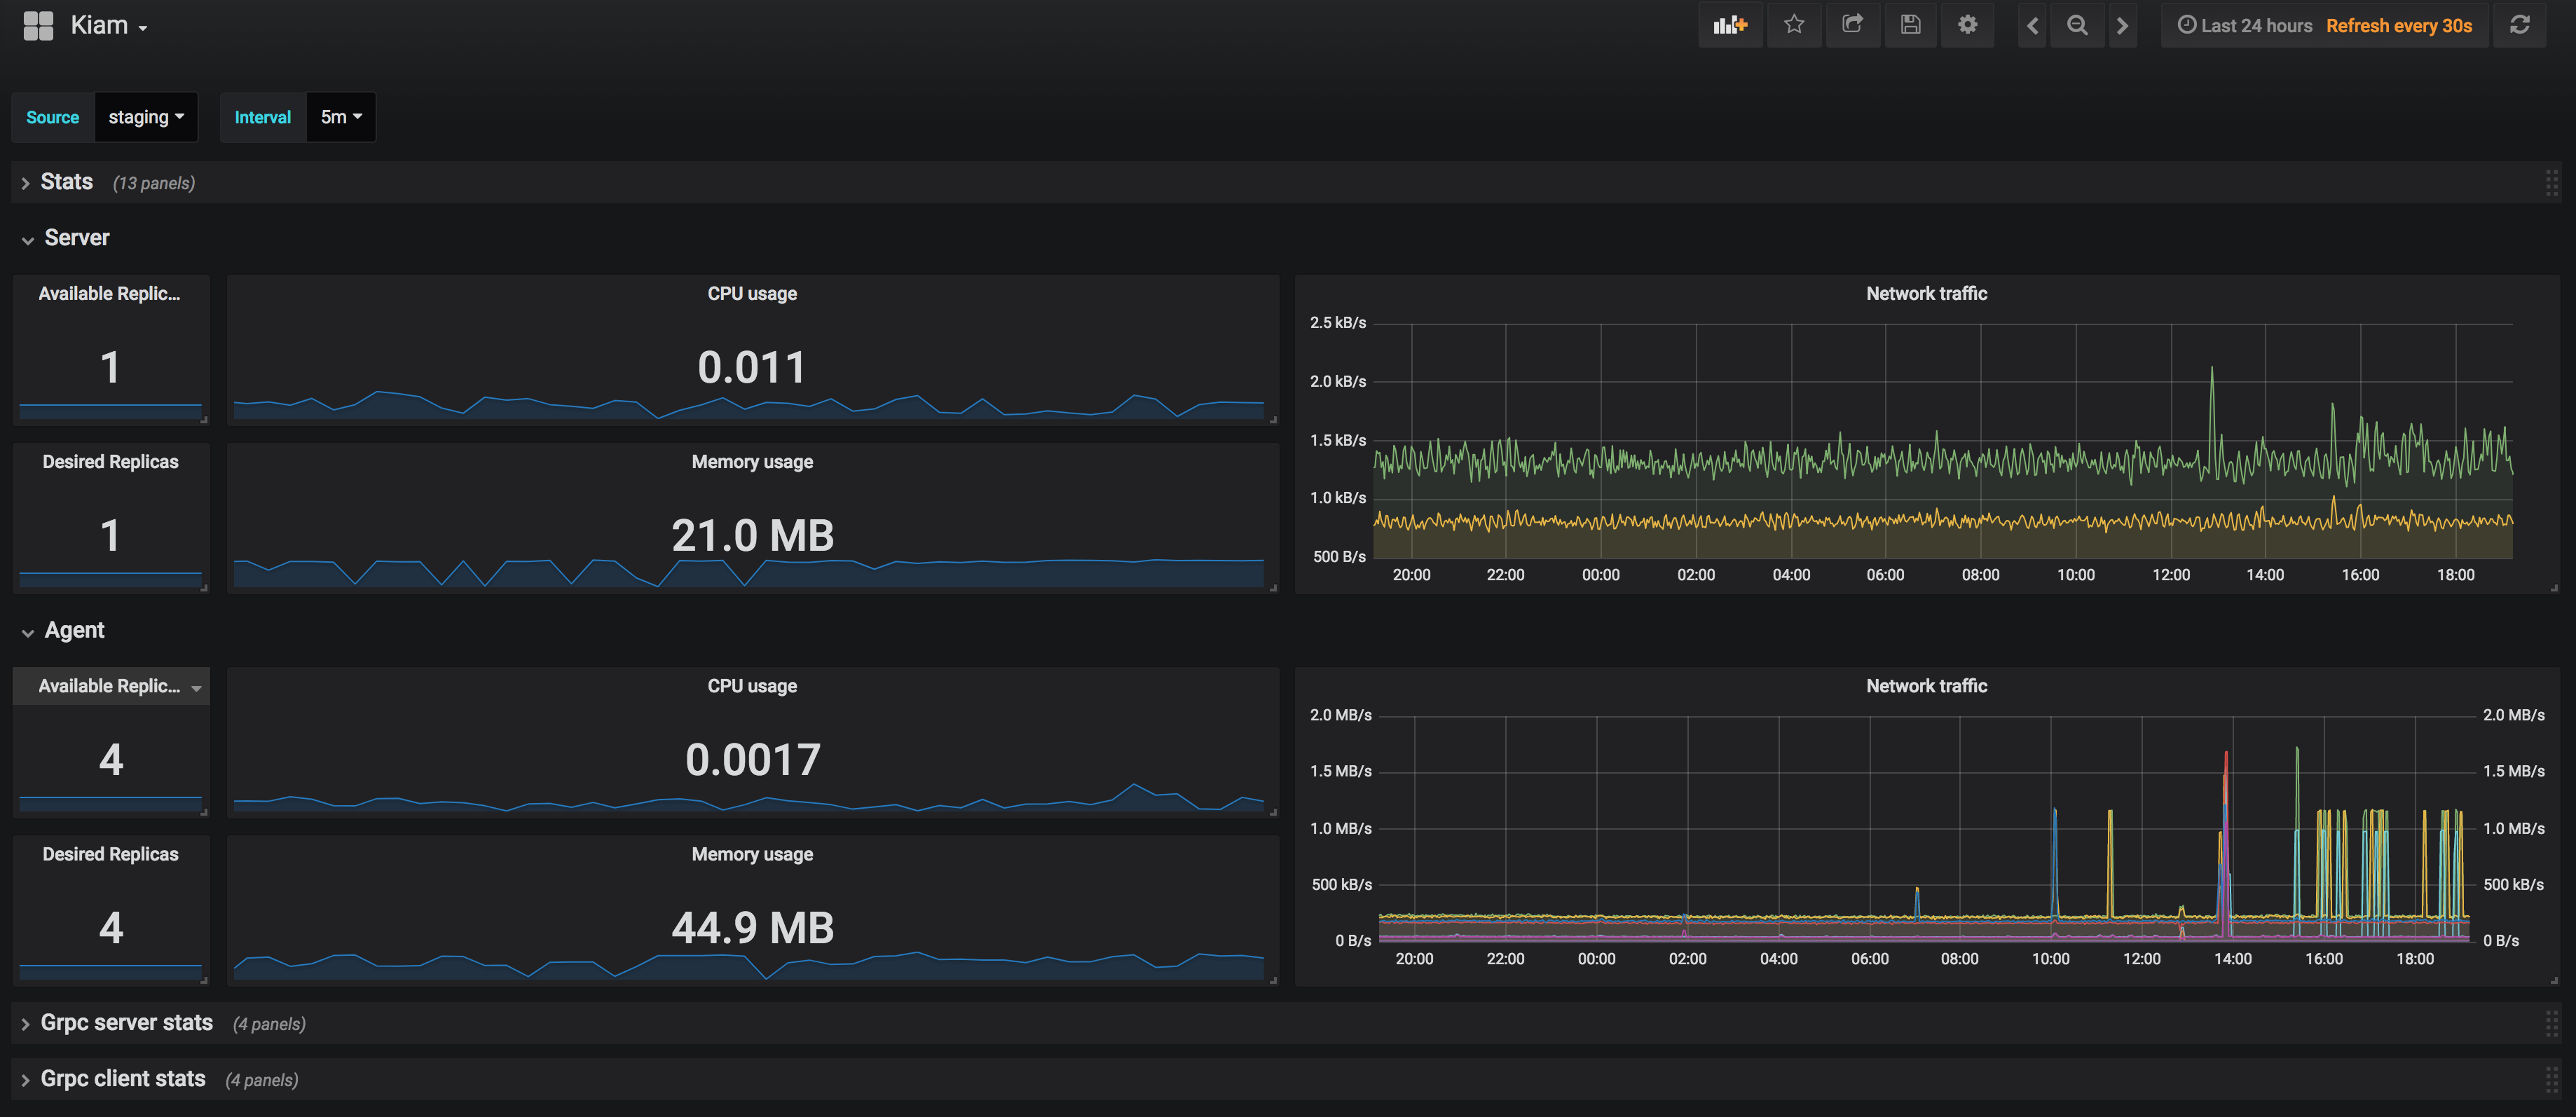 Kiam
Last 24 hours Refresh every 30s
Source staging Interval 5m
Stats (13 panels)
Server
Available Replic...
1
CPU usage
0.011
Network traffic
2.5 kB/s
2.0 kB/s
1.5 kB/s
1.0 kB/s
500 B/s
20:00 22:00 00:00 02:00 04:00 06:00 08:00 10:00 12:00 14:00 16:00 18:00
Desired Replicas
1
Memory usage
21.0 MB
Agent
Available Replic...
4
CPU usage
0.0017
Network traffic
2.0 MB/s 2.0 MB/s
1.5 MB/s 1.5 MB/s
1.0 MB/s 1.0 MB/s
500 kB/s 500 kB/s
0 B/s 0 B/s
20:00 22:00 00:00 02:00 04:00 06:00 08:00 10:00 12:00 14:00 16:00 18:00
Desired Replicas
4
Memory usage
44.9 MB
Grpc server stats (4 panels)
Grpc client stats (4 panels)